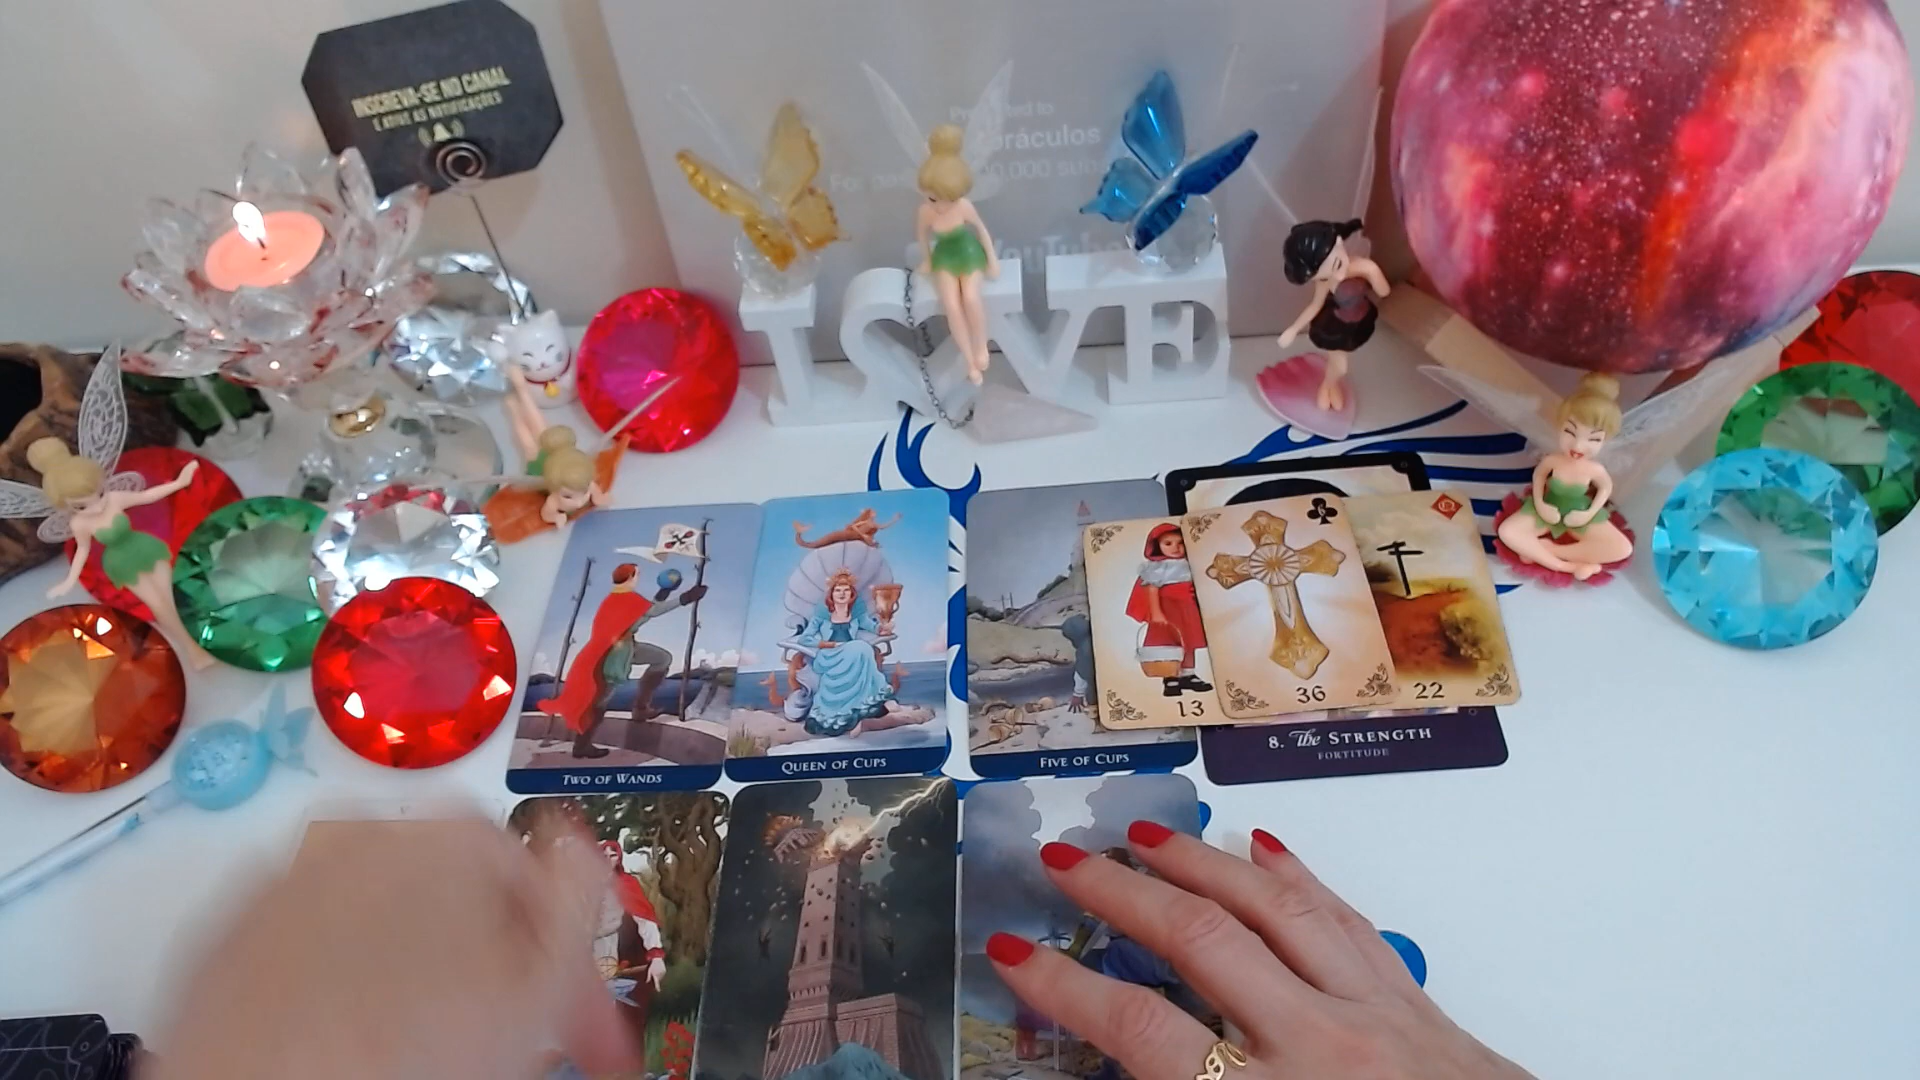 INSCREVA-SE NO CANAL
E ATIVE AS NOTIFICAÇÕES
oráculos
YouTube
LOVE
TWO OF WANDS
QUEEN OF CUPS
FIVE OF CUPS
13
36
22
8. The STRENGTH
FORTITUDE